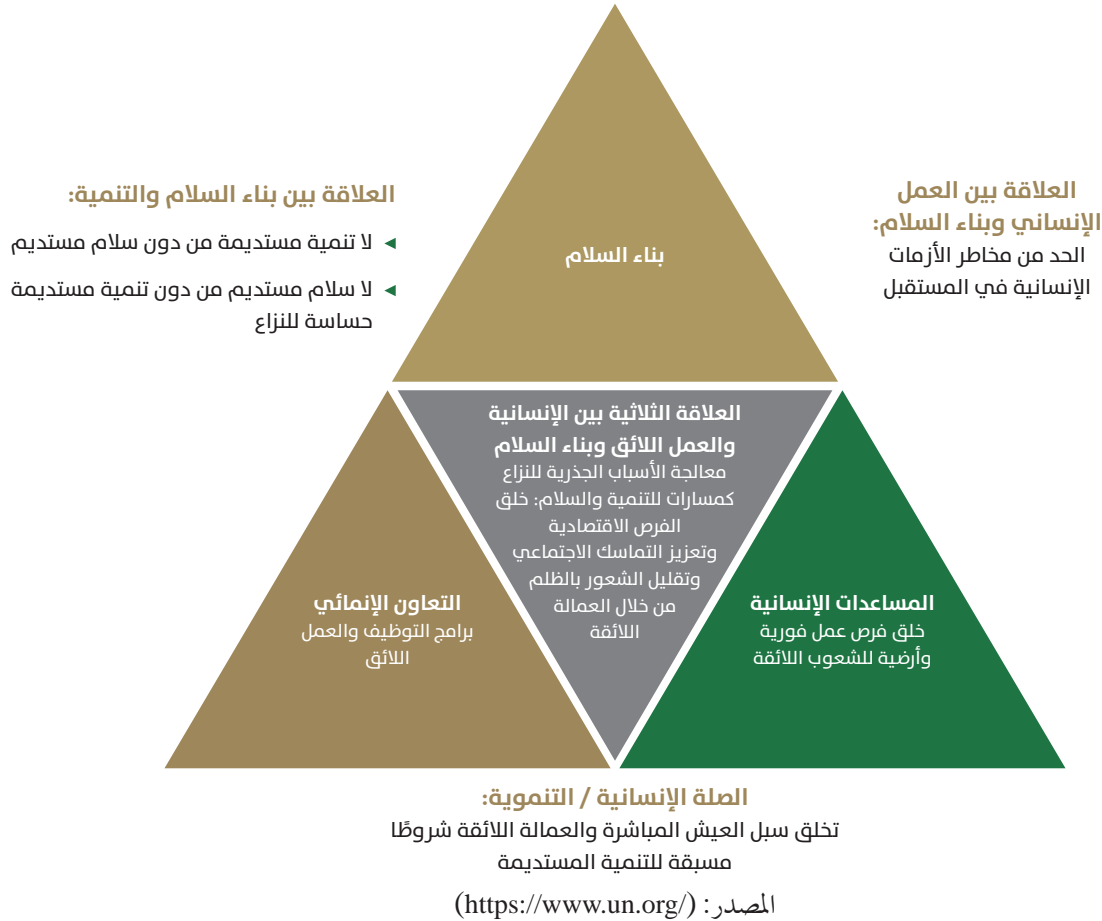 العلاقة بين العمل
الإنساني وبناء السلام:
الحد من مخاطر الأزمات
الإنسانية في المستقبل
بناء السلام
العلاقة بين بناء السلام والتنمية:
◂ لا تنمية مستديمة من دون سلام مستديم
◂ لا سلام مستديم من دون تنمية مستديمة
حساسة للنزاع
العلاقة الثلاثية بين الإنسانية
والعمل اللائق وبناء السلام
معالجة الأسباب الجذرية للنزاع
كمسارات للتنمية والسلام: خلق
الفرص الاقتصادية
وتعزيز التماسك الاجتماعي
وتقليل الشعور بالظلم
من خلال العمالة
اللائقة
المساعدات الإنسانية
خلق فرص عمل فورية
وأرضية للشعوب اللائقة
التعاون الإنمائي
برامج التوظيف والعمل
اللائق
الصلة الإنسانية / التنموية:
تخلق سبل العيش المباشرة والعمالة اللائقة شروطًا
مسبقة للتنمية المستديمة
المصدر: (https://www.un.org/)